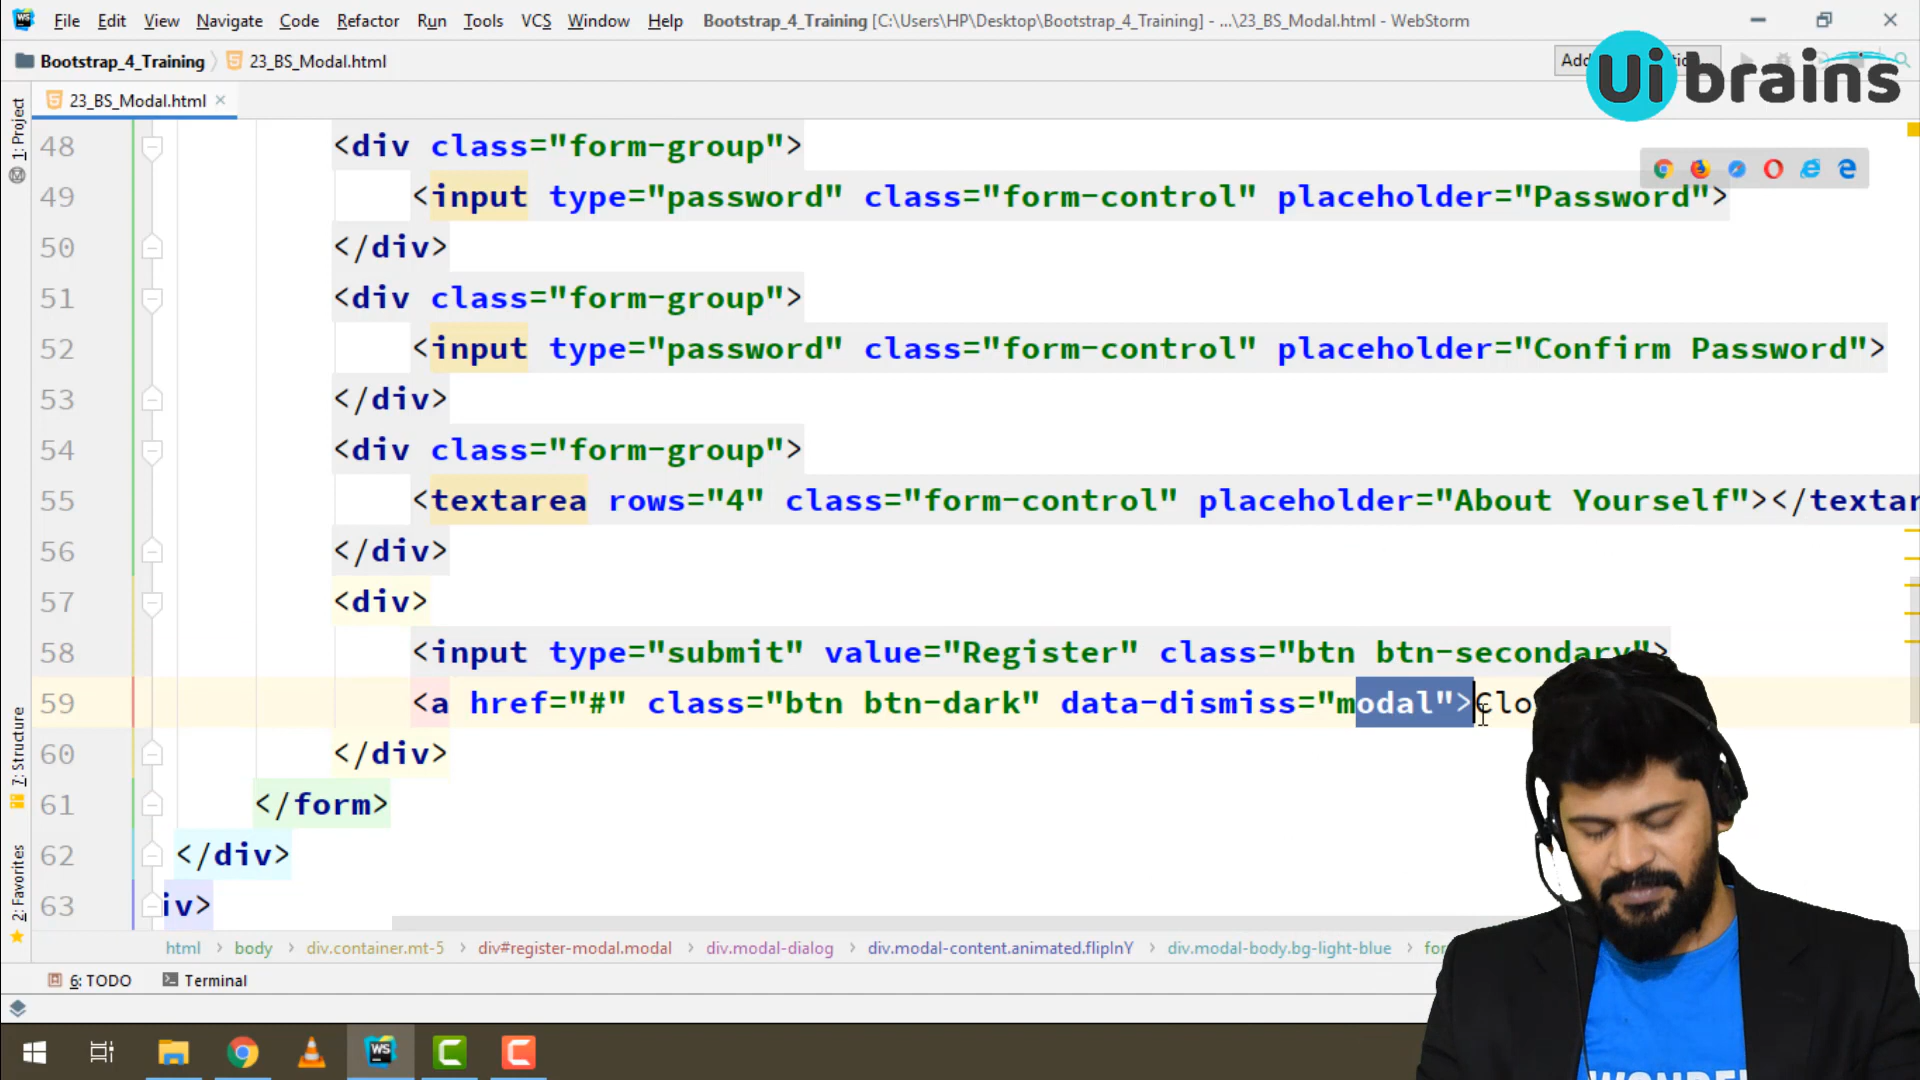 File Edit View Navigate Code Refactor Run Tools VCS Window Help Bootstrap_4_Training [C:\Users\HP\Desktop\Bootstrap_4_Training] - ...\23_BS_Modal.html - WebStorm
Bootstrap_4_Training 23_BS_Modal.html
Ui brains
23_BS_Modal.html
1: Project
7: Structure
2: Favorites
48 <div class="form-group">
49 <input type="password" class="form-control" placeholder="Password">
50 </div>
51 <div class="form-group">
52 <input type="password" class="form-control" placeholder="Confirm Password">
53 </div>
54 <div class="form-group">
55 <textarea rows="4" class="form-control" placeholder="About Yourself"></textar
56 </div>
57 <div>
58 <input type="submit" value="Register" class="btn btn-secondary">
59 <a href="#" class="btn btn-dark" data-dismiss="modal">Clo
60 </div>
61 </form>
62 </div>
63 iv>
html body div.container.mt-5 div#register-modal.modal div.modal-dialog div.modal-content.animated.flipInY div.modal-body.bg-light-blue for
6: TODO Terminal
WS